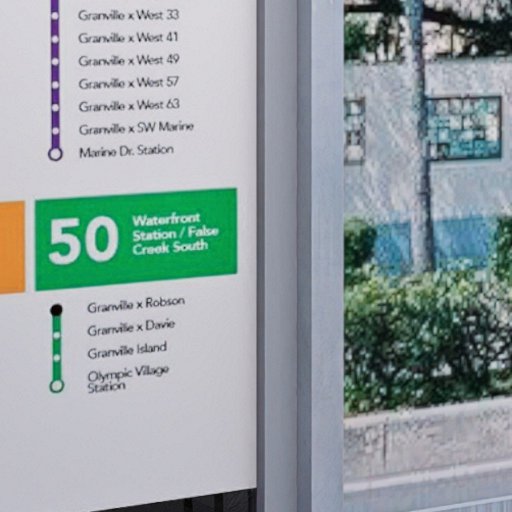 Granville x West 33
Granville x West 41
Granville x West 49
Granville x West 57
Granville x West 63
Granville x SW Marine
Marine Dr. Station
50
Waterfront
Station / False
Creek South
Granville x Robson
Granville x Davie
Granville Island
Olympic Village
Station